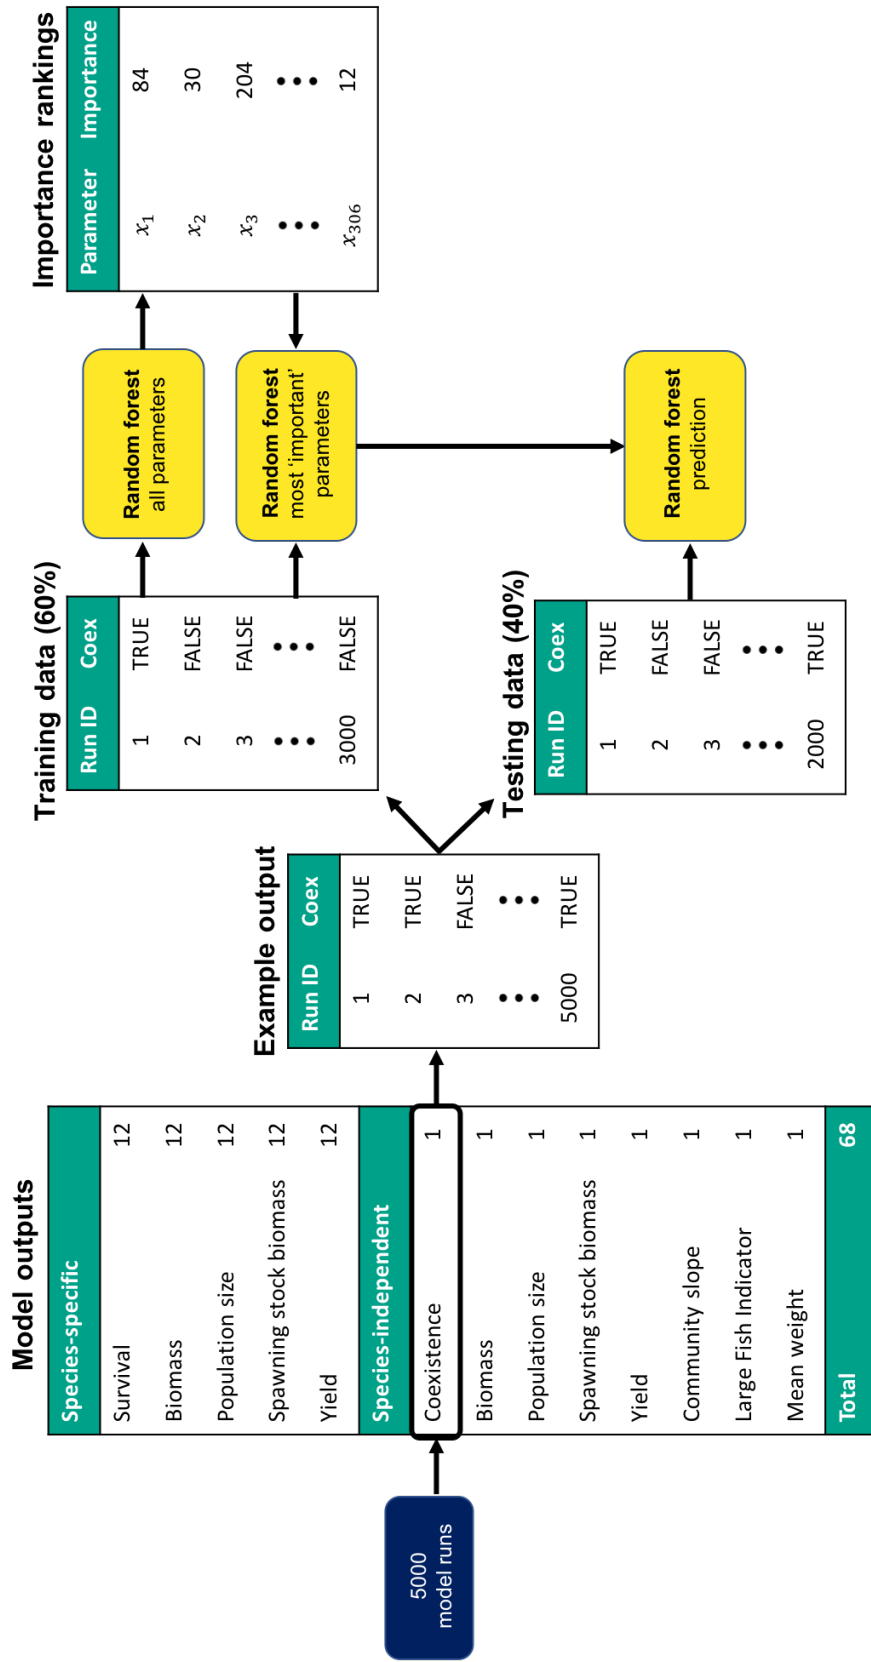 5000
model runs
Model outputs
Species-specific
Survival 12
Biomass 12
Population size 12
Spawning stock biomass 12
Yield 12
Species-independent
Coexistence 1
Biomass 1
Population size 1
Spawning stock biomass 1
Yield 1
Community slope 1
Large Fish Indicator 1
Mean weight 1
Total 68
Example output
Run ID Coex
1 TRUE
2 TRUE
3 FALSE
••• •••
5000 TRUE
Training data (60%)
Run ID Coex
1 TRUE
2 FALSE
3 FALSE
••• •••
3000 FALSE
Testing data (40%)
Run ID Coex
1 TRUE
2 FALSE
3 FALSE
••• •••
2000 TRUE
Random forest
all parameters
Random forest
most ‘important’
parameters
Random forest
prediction
Importance rankings
Parameter Importance
x₁ 84
x₂ 30
x₃ 204
••• •••
x₃₀₆ 12